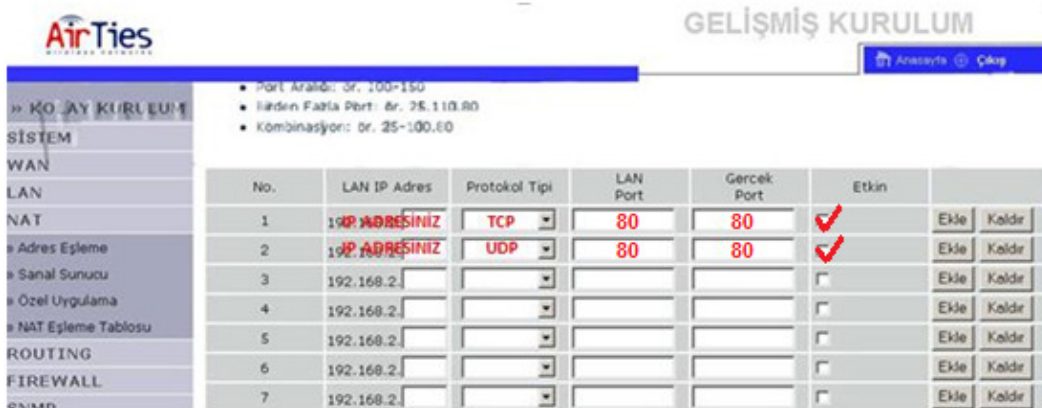 AirTies
wireless networks
GELİŞMİŞ KURULUM
Anasayfa Çıkış
• Port Aralığı: ör. 100-150
• Birden Fazla Port: ör. 25,110,80
• Kombinasyon: ör. 25-100,80
» KOLAY KURULUM
SİSTEM
WAN
LAN
NAT
» Adres Eşleme
» Sanal Sunucu
» Özel Uygulama
» NAT Eşleme Tablosu
ROUTING
FIREWALL
SNMP
No. LAN IP Adres Protokol Tipi LAN Port Gercek Port Etkin
1 IP ADRESİNİZ TCP 80 80 Ekle Kaldır
2 IP ADRESİNİZ UDP 80 80 Ekle Kaldır
3 192.168.2. Ekle Kaldır
4 192.168.2. Ekle Kaldır
5 192.168.2. Ekle Kaldır
6 192.168.2. Ekle Kaldır
7 192.168.2. Ekle Kaldır